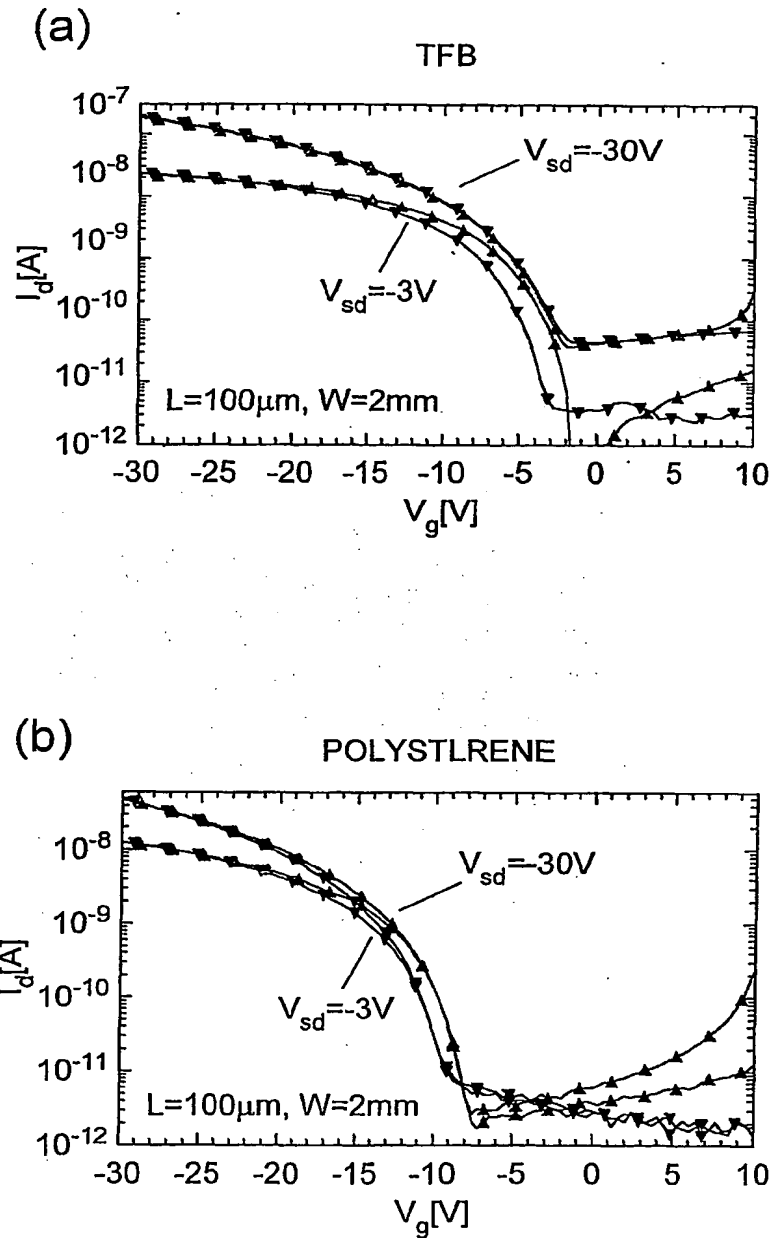 (a)
TFB
10⁻⁷
10⁻⁸
10⁻⁹
10⁻¹⁰
10⁻¹¹
10⁻¹²
I_d[A]
V_sd=-30V
V_sd=-3V
L=100μm, W=2mm
-30 -25 -20 -15 -10 -5 0 5 10
V_g[V]
(b)
POLYSTLRENE
10⁻⁸
10⁻⁹
10⁻¹⁰
10⁻¹¹
10⁻¹²
I_d[A]
V_sd=-30V
V_sd=-3V
L=100μm, W=2mm
-30 -25 -20 -15 -10 -5 0 5 10
V_g[V]